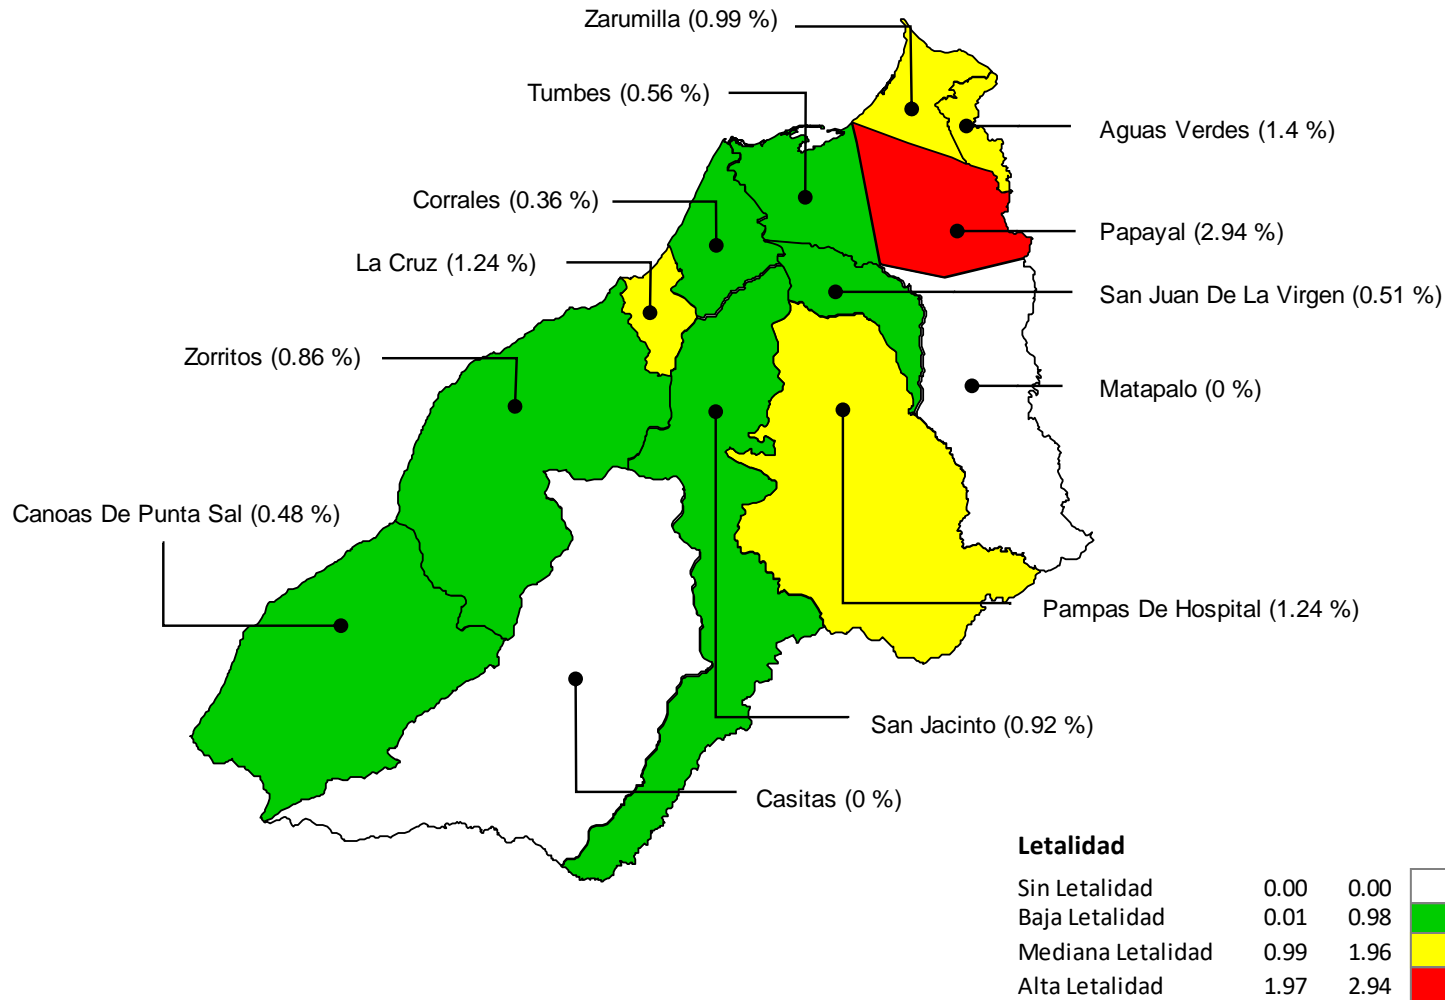 Zarumilla (0.99 %)
Tumbes (0.56 %)
Aguas Verdes (1.4 %)
Corrales (0.36 %)
Papayal (2.94 %)
La Cruz (1.24 %)
San Juan De La Virgen (0.51 %)
Zorritos (0.86 %)
Matapalo (0 %)
Canoas De Punta Sal (0.48 %)
Pampas De Hospital (1.24 %)
San Jacinto (0.92 %)
Casitas (0 %)
Letalidad
Sin Letalidad 0.00 0.00
Baja Letalidad 0.01 0.98
Mediana Letalidad 0.99 1.96
Alta Letalidad 1.97 2.94